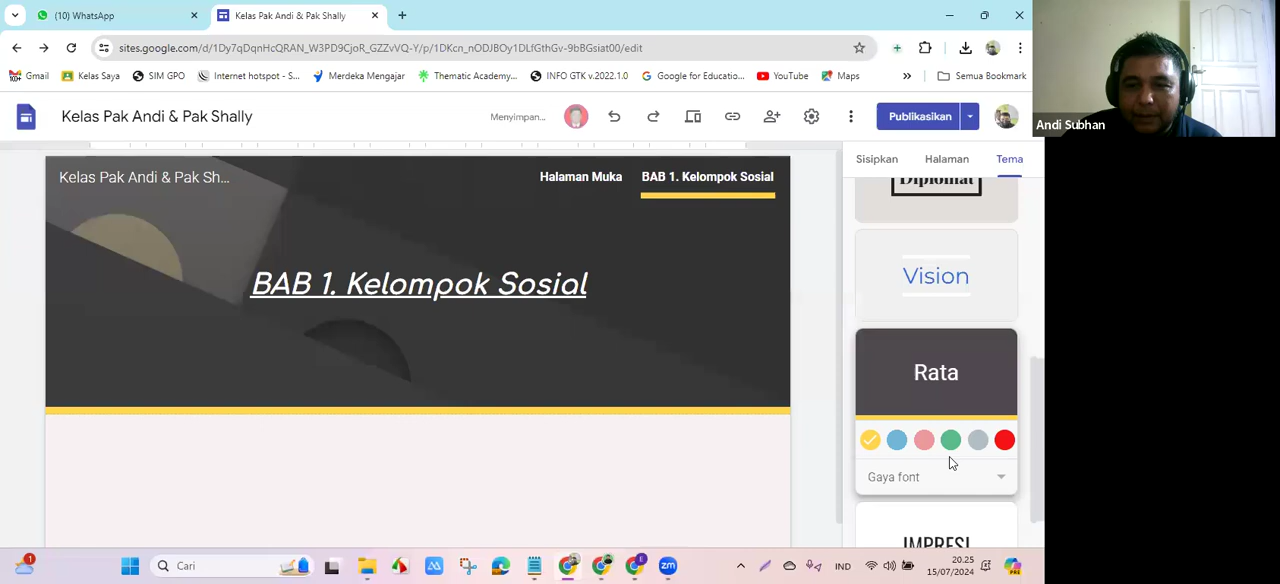 (10) WhatsApp
Kelas Pak Andi & Pak Shally
sites.google.com/d/1Dy7qDqnHcQRAN_W3PD9CjoR_GZZvVQ-Y/p/1DKcn_nODJBOy1DLfGthGv-9bBGsiat00/edit
Gmail
Kelas Saya
SIM GPO
Internet hotspot - S...
Merdeka Mengajar
Thematic Academy...
INFO GTK v.2022.1.0
Google for Educatio...
YouTube
Maps
Semua Bookmark
Kelas Pak Andi & Pak Shally
Menyimpan...
Publikasikan
Andi Subhan
Sisipkan
Halaman
Tema
Kelas Pak Andi & Pak Sh...
Halaman Muka
BAB 1. Kelompok Sosial
BAB 1. Kelompok Sosial
Diplomat
Vision
Rata
Gaya font
IMPRESI
1
Cari
zm
IND
20.25
15/07/2024